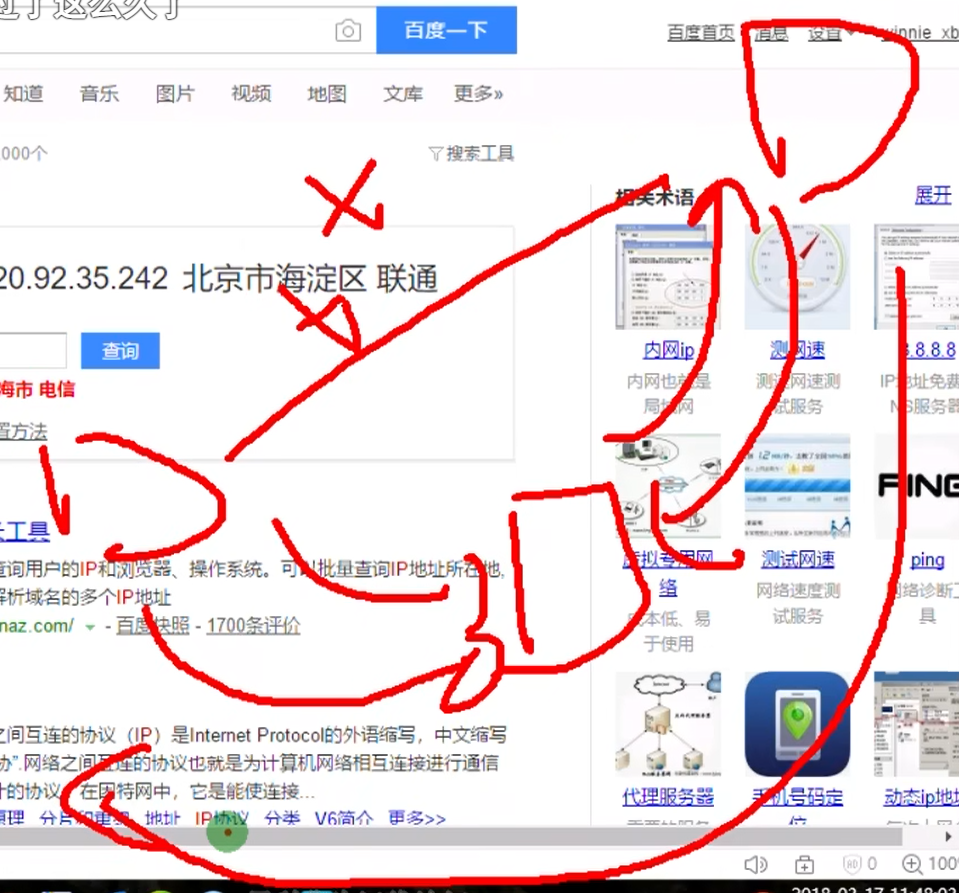 过了这么久了
百度一下
百度首页 消息 设置 winnie_xb
知道 音乐 图片 视频 地图 文库 更多»
000个
搜索工具
相关术语
展开
20.92.35.242 北京市海淀区 联通
查询
海市 电信
置方法
内网ip
测网速
8.8.8.8
内网也就是
局域网
测试网速测
试服务
IP地址免费
NS服务器
长工具
查询用户的IP和浏览器、操作系统。可以批量查询IP地址所在地,
解析域名的多个IP地址
naz.com/ - 百度快照 - 1700条评价
PING
虚拟专用网
络
测试网速
ping
成本低、易
于使用
网络速度测
试服务
网络诊断工
具
之间互连的协议（IP）是Internet Protocol的外语缩写，中文缩写
协”.网络之间互连的协议也就是为计算机网络相互连接进行通信
计的协议。在因特网中，它是能使连接...
原理 分片和重组 地址 IP协议 分类 V6简介 更多>>
代理服务器
手机号码定
位
动态ip地
0
100%
2018-03-17 11:48:02